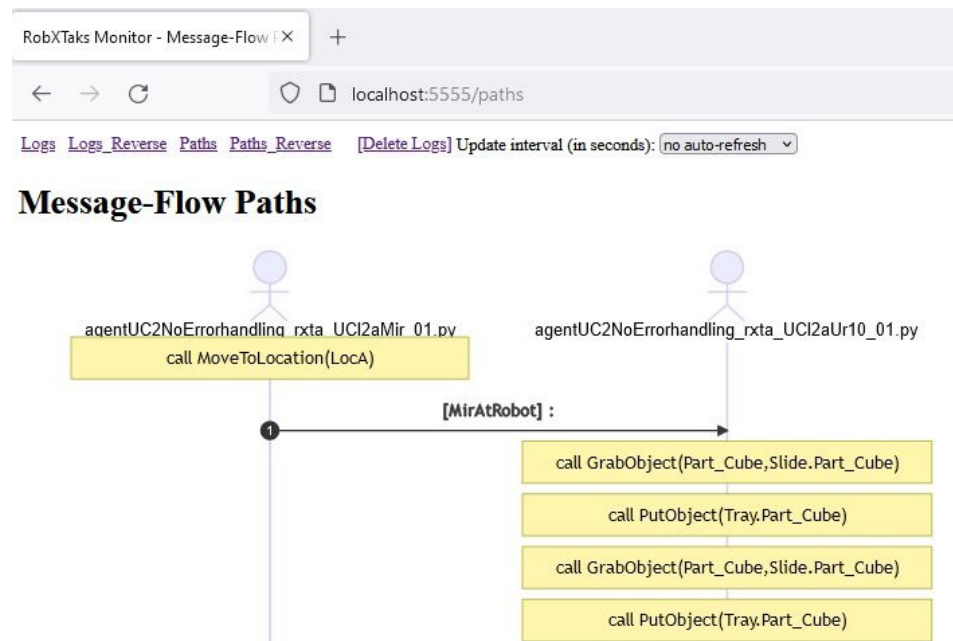 RobXTaks Monitor - Message-Flow
localhost:5555/paths
Logs Logs_Reverse Paths Paths_Reverse [Delete Logs] Update interval (in seconds): no auto-refresh
Message-Flow Paths
agentUC2NoErrorhandling_rxta_UCI2aMir_01.py agentUC2NoErrorhandling_rxta_UCI2aUr10_01.py
call MoveToLocation(LocA)
[MirAtRobot] :
1
call GrabObject(Part_Cube,Slide.Part_Cube)
call PutObject(Tray.Part_Cube)
call GrabObject(Part_Cube,Slide.Part_Cube)
call PutObject(Tray.Part_Cube)